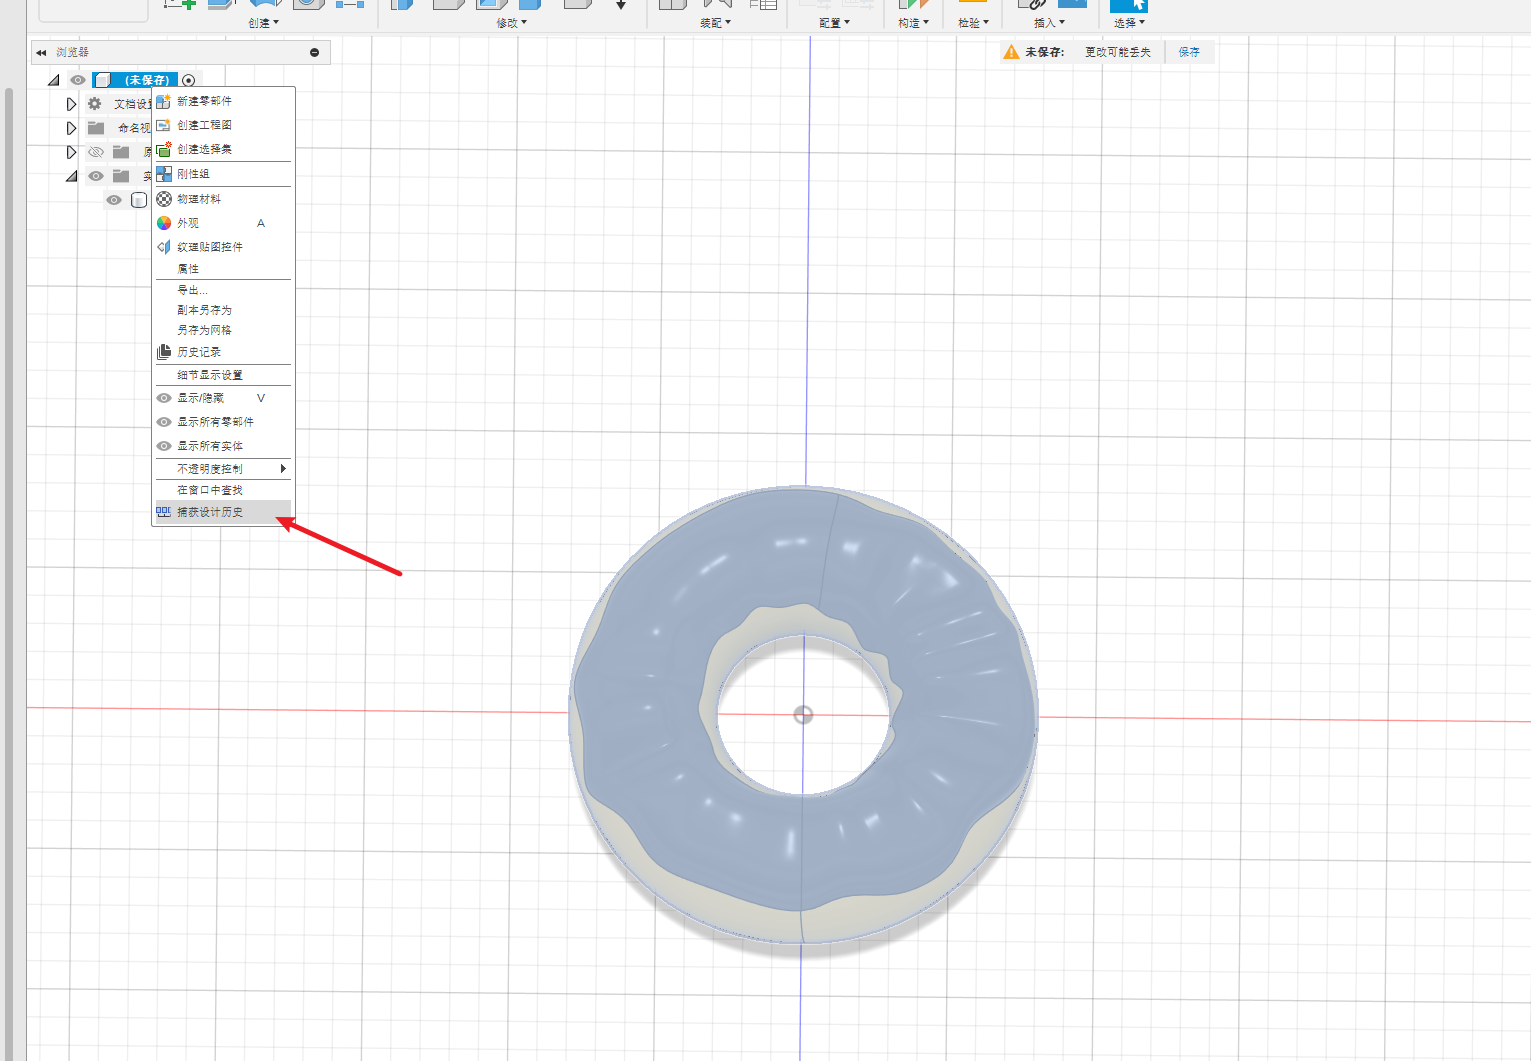 创建▼
修改▼
装配▼
配置▼
构造▼
检验▼
插入▼
选择▼
浏览器
未保存:
更改可能丢失
保存
(未保存)
文档设
命名视
新建零部件
创建工程图
创建选择集
刚性组
物理材料
外观 A
纹理贴图控件
属性
导出...
副本另存为
另存为网格
历史记录
细节显示设置
显示/隐藏 V
显示所有零部件
显示所有实体
不透明度控制
在窗口中查找
捕获设计历史